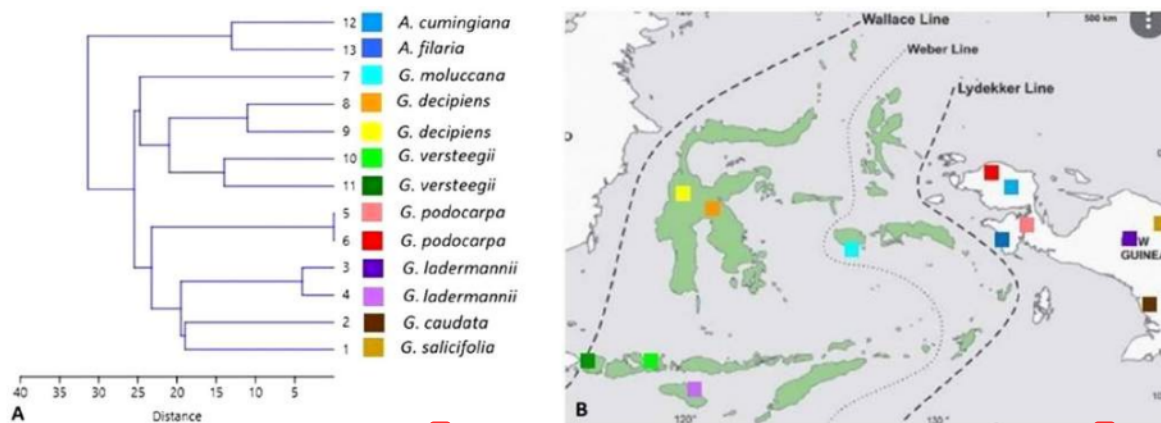 12 A. cumingiana
13 A. filaria
7 G. moluccana
8 G. decipiens
9 G. decipiens
10 G. versteegii
11 G. versteegii
5 G. podocarpa
6 G. podocarpa
3 G. ladermannii
4 G. ladermannii
2 G. caudata
1 G. salicifolia
40 35 30 25 20 15 10 5
A
Distance
Wallace Line
500 km
Weber Line
Lydekker Line
W
GUINEA
B
120°
130°
10